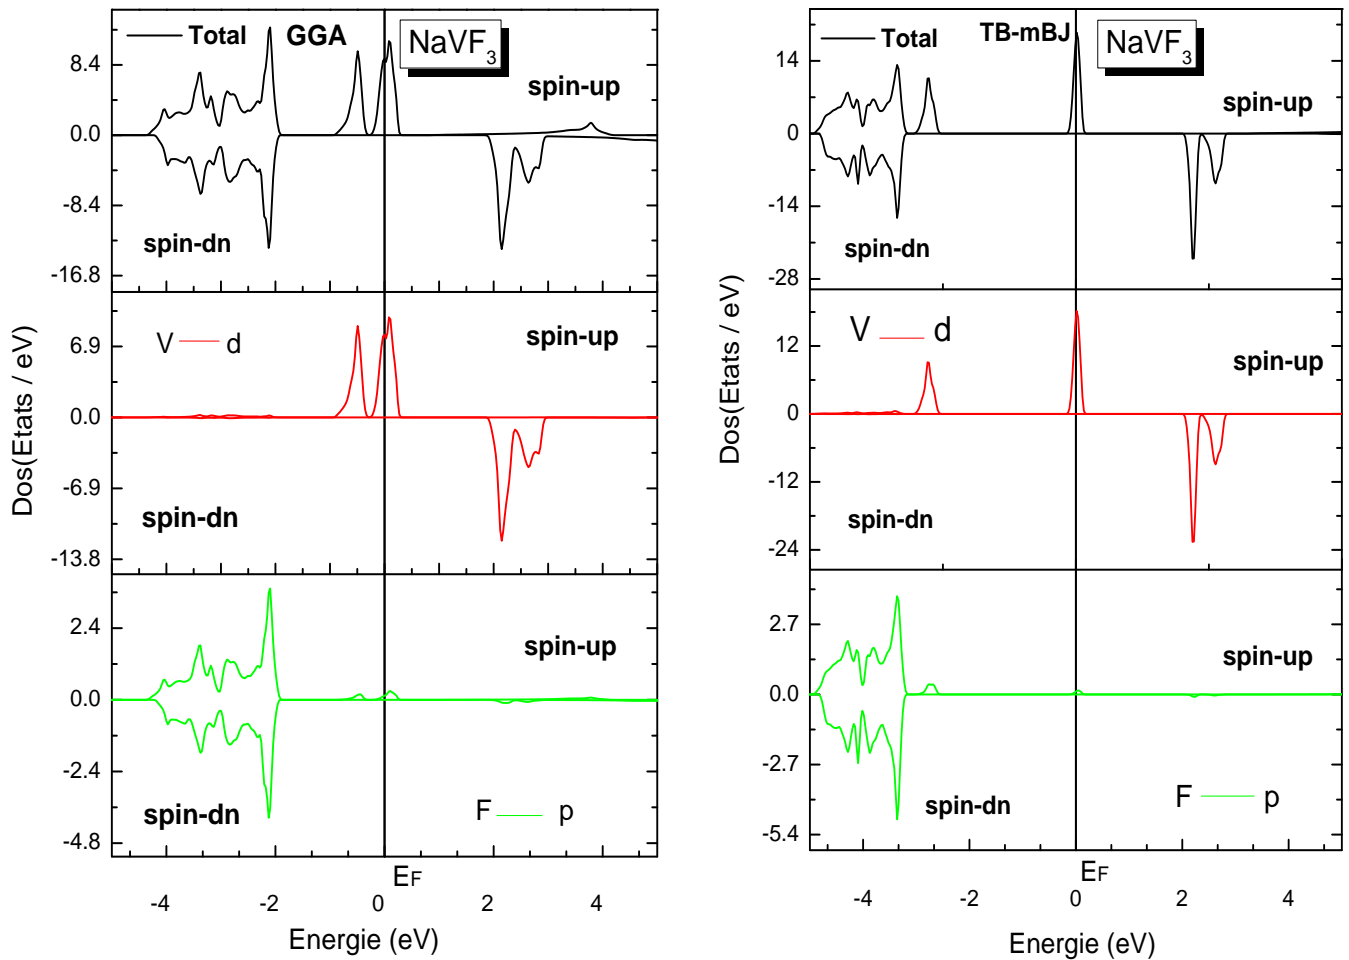 Total GGA NaVF3
8.4
spin-up
0.0
-8.4
spin-dn
-16.8
6.9
V d
spin-up
0.0
-6.9
spin-dn
-13.8
2.4
spin-up
0.0
-2.4
spin-dn
F p
-4.8
EF
-4 -2 0 2 4
Energie (eV)
Dos(Etats / eV)
Total TB-mBJ NaVF3
14
spin-up
0
-14
spin-dn
-28
12
V d
spin-up
0
-12
spin-dn
-24
2.7
spin-up
0.0
-2.7
spin-dn
F p
-5.4
EF
-4 -2 0 2 4
Energie (eV)
Dos(Etats / eV)